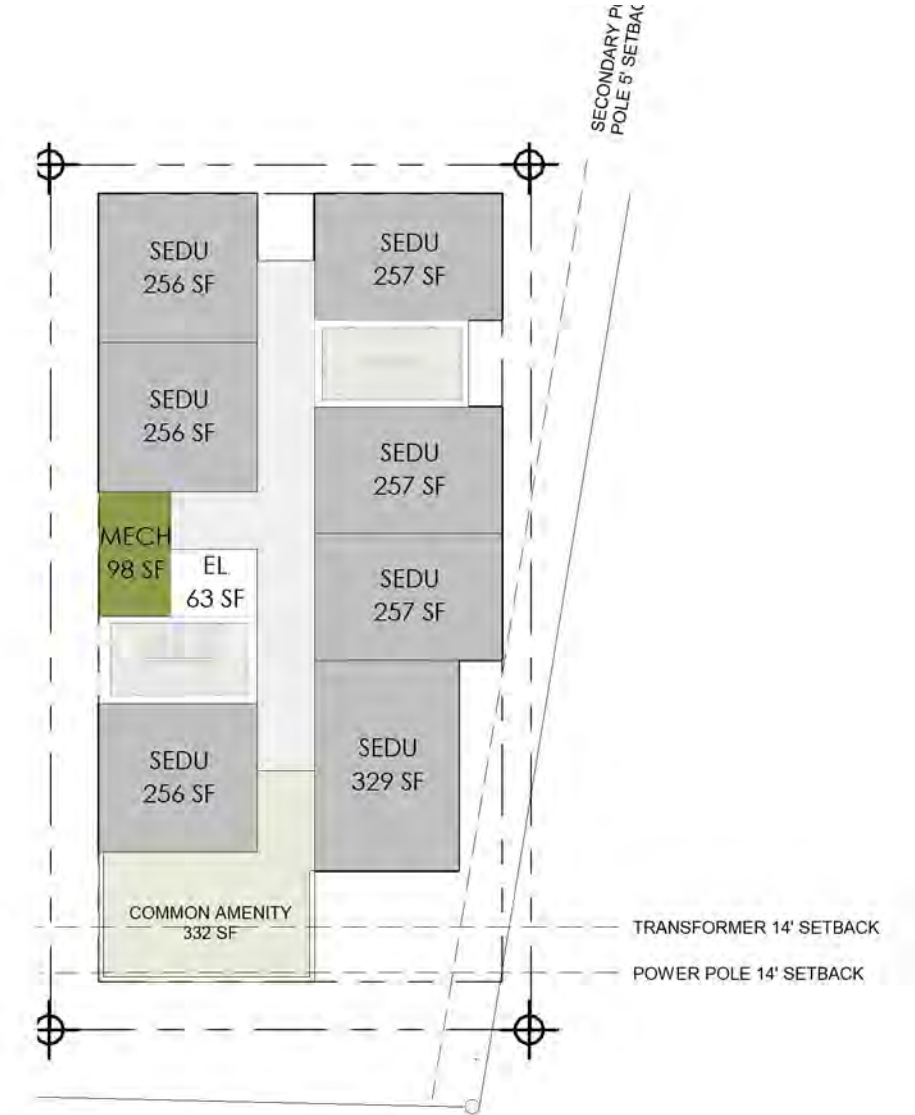 SECONDARY
POLE 5' SETBAC
SEDU
256 SF
SEDU
257 SF
SEDU
256 SF
SEDU
257 SF
MECH
98 SF
EL
63 SF
SEDU
257 SF
SEDU
256 SF
SEDU
329 SF
COMMON AMENITY
332 SF
TRANSFORMER 14' SETBACK
POWER POLE 14' SETBACK